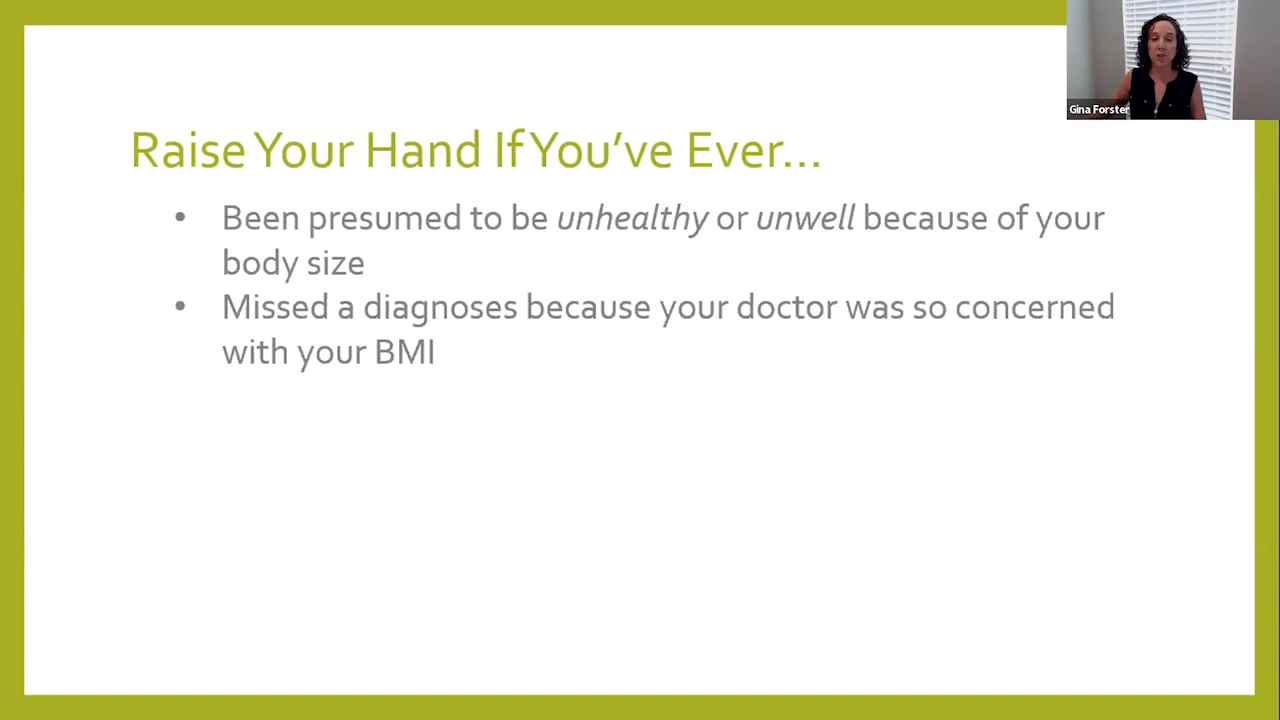 Gina Forster
Raise Your Hand If You've Ever...
• Been presumed to be unhealthy or unwell because of your
body size
• Missed a diagnoses because your doctor was so concerned
with your BMI